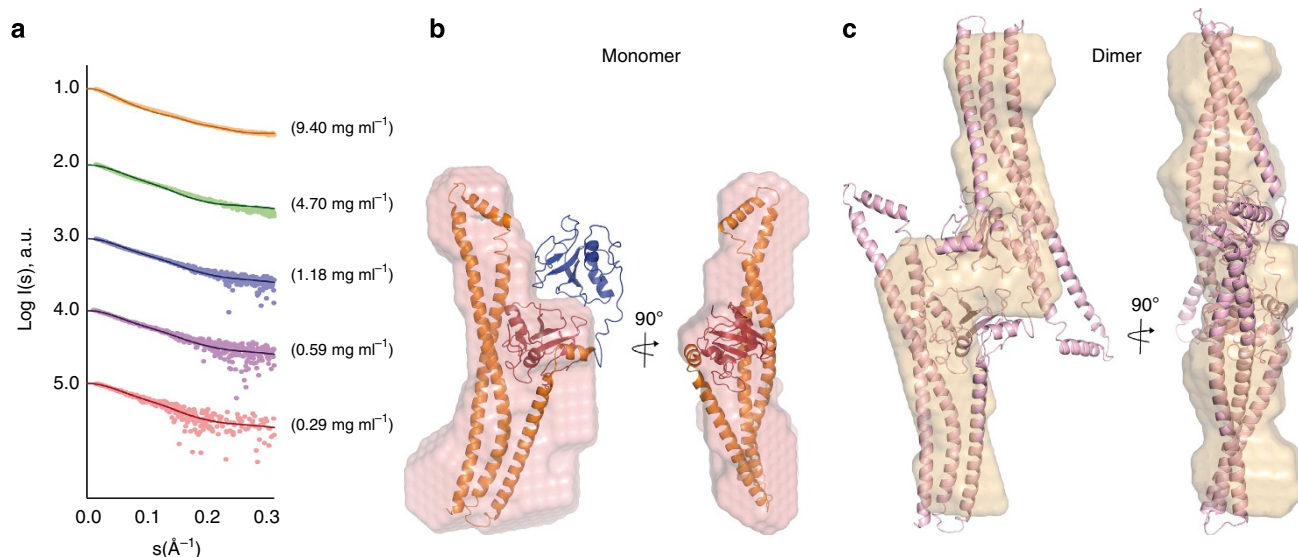 a
b
c
Monomer
Dimer
Log I(s), a.u.
1.0
2.0
3.0
4.0
5.0
(9.40 mg ml⁻¹)
(4.70 mg ml⁻¹)
(1.18 mg ml⁻¹)
(0.59 mg ml⁻¹)
(0.29 mg ml⁻¹)
0.0 0.1 0.2 0.3
s(Å⁻¹)
90°
90°